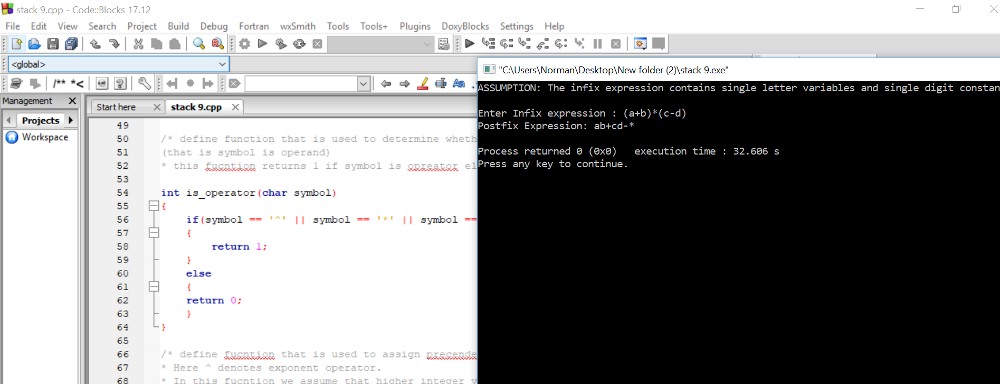 stack 9.cpp - Code::Blocks 17.12
File Edit View Search Project Build Debug Fortran wxSmith Tools Tools+ Plugins DoxyBlocks Settings Help
<global>
/** *<
Management
Start here
stack 9.cpp
Projects
Workspace
49
50 /* define function that is used to determine wheth
51 (that is symbol is operand)
52 * this fucntion returns 1 if symbol is opreator el
53
54 int is_operator(char symbol)
55 {
56 if(symbol == '^' || symbol == '*' || symbol ==
57 {
58 return 1;
59 }
60 else
61 {
62 return 0;
63 }
64 }
65
66 /* define fucntion that is used to assign precende
67 * Here ^ denotes exponent operator.
68 * In this fucntion we assume that higher integer v
"C:\Users\Norman\Desktop\New folder (2)\stack 9.exe"
ASSUMPTION: The infix expression contains single letter variables and single digit constan
Enter Infix expression : (a+b)*(c-d)
Postfix Expression: ab+cd-*
Process returned 0 (0x0) execution time : 32.606 s
Press any key to continue.